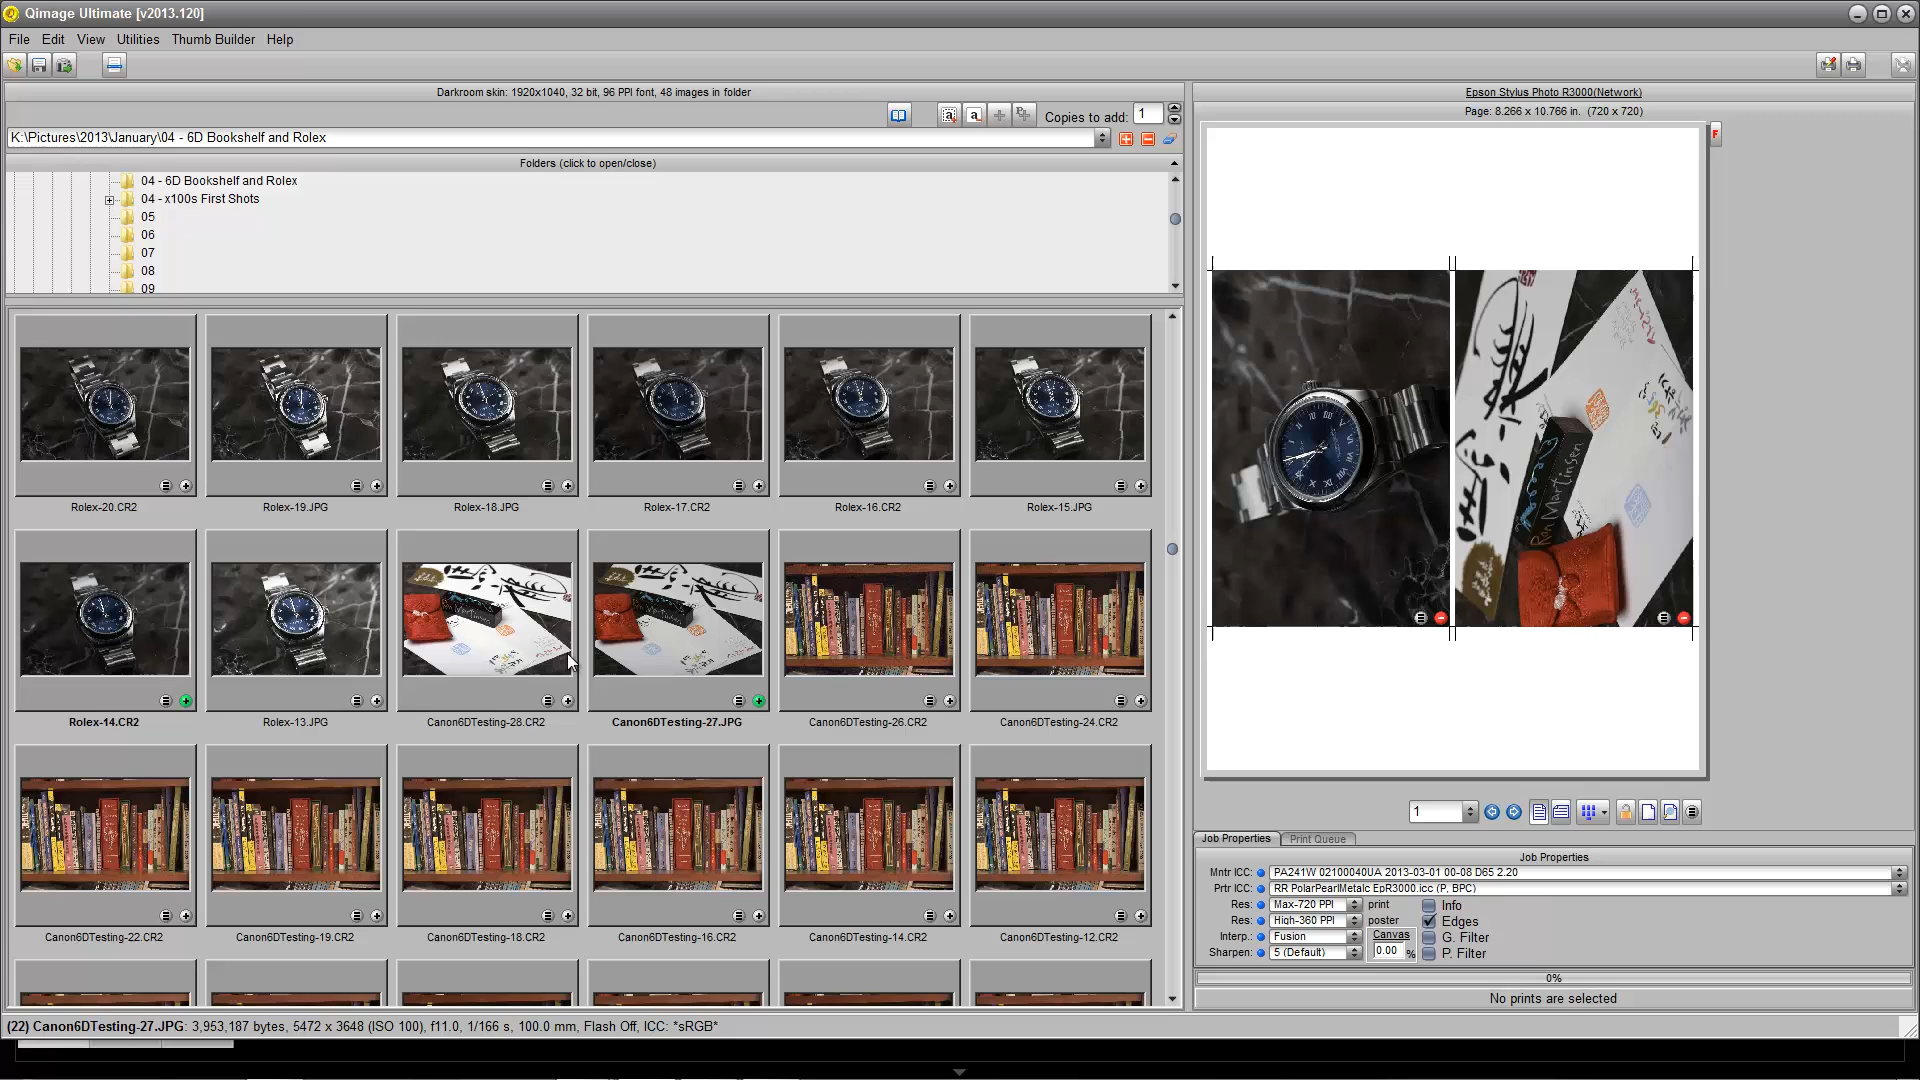 Qimage Ultimate [v2013.120]
File Edit View Utilities Thumb Builder Help
Darkroom skin: 1920x1040, 32 bit, 96 PPI font, 48 images in folder
Copies to add: 1
K:\Pictures\2013\January\04 - 6D Bookshelf and Rolex
Folders (click to open/close)
04 - 6D Bookshelf and Rolex
04 - x100s First Shots
05
06
07
08
09
Rolex-20.CR2 Rolex-19.JPG Rolex-18.JPG Rolex-17.CR2 Rolex-16.CR2 Rolex-15.JPG
Rolex-14.CR2 Rolex-13.JPG Canon6DTesting-28.CR2 Canon6DTesting-27.JPG Canon6DTesting-26.CR2 Canon6DTesting-24.CR2
Canon6DTesting-22.CR2 Canon6DTesting-19.CR2 Canon6DTesting-18.CR2 Canon6DTesting-16.CR2 Canon6DTesting-14.CR2 Canon6DTesting-12.CR2
(22) Canon6DTesting-27.JPG: 3,953,187 bytes, 5472 x 3648 (ISO 100), f11.0, 1/166 s, 100.0 mm, Flash Off, ICC: *sRGB*
Epson Stylus Photo R3000(Network)
Page: 8.266 x 10.766 in. (720 x 720)
F
Ron Martinsen
1
Job Properties Print Queue
Job Properties
Mntr ICC: PA241W 02100040UA 2013-03-01 00-08 D65 2.20
Prtr ICC: RR PolarPearlMetalc EpR3000.icc (P, BPC)
Res: Max-720 PPI print Info
Res: High-360 PPI poster Edges
Interp.: Fusion Canvas G. Filter
Sharpen: 5 (Default) 0.00 % P. Filter
0%
No prints are selected